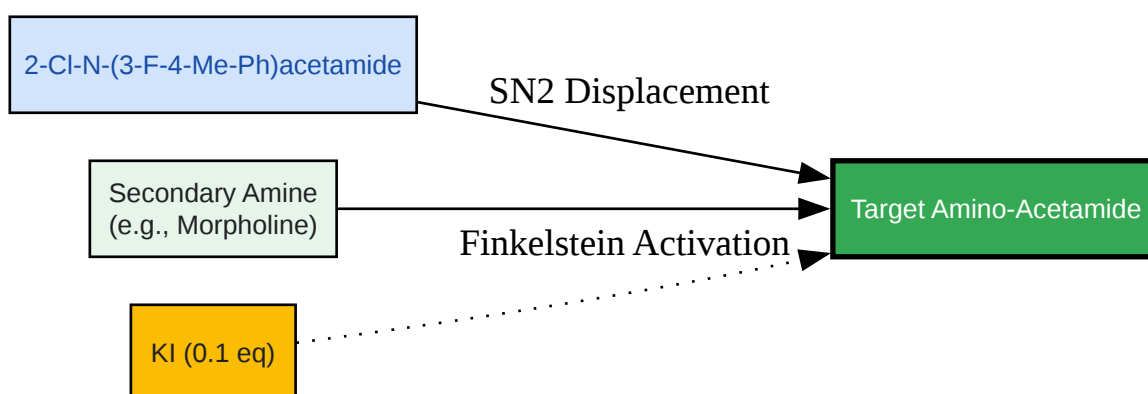 2-Cl-N-(3-F-4-Me-Ph)acetamide
SN2 Displacement
Secondary Amine
(e.g., Morpholine)
Target Amino-Acetamide
Finkelstein Activation
KI (0.1 eq)